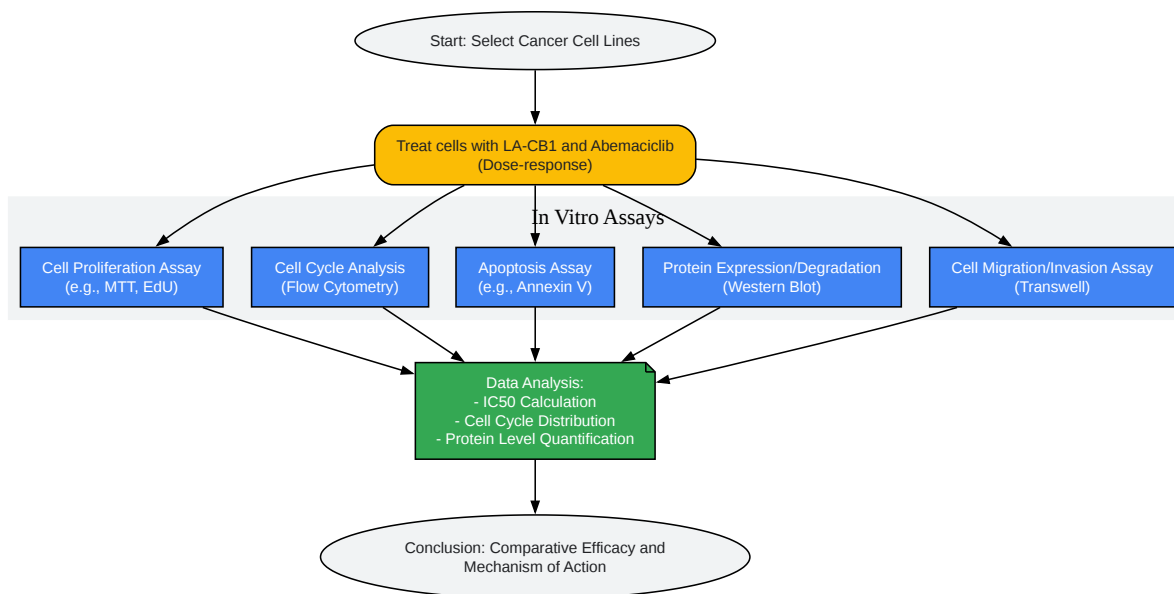 Start: Select Cancer Cell Lines
Treat cells with LA-CB1 and Abemaciclib
(Dose-response)
In Vitro Assays
Cell Proliferation Assay
(e.g., MTT, EdU)
Cell Cycle Analysis
(Flow Cytometry)
Apoptosis Assay
(e.g., Annexin V)
Protein Expression/Degradation
(Western Blot)
Cell Migration/Invasion Assay
(Transwell)
Data Analysis:
- IC50 Calculation
- Cell Cycle Distribution
- Protein Level Quantification
Conclusion: Comparative Efficacy and
Mechanism of Action